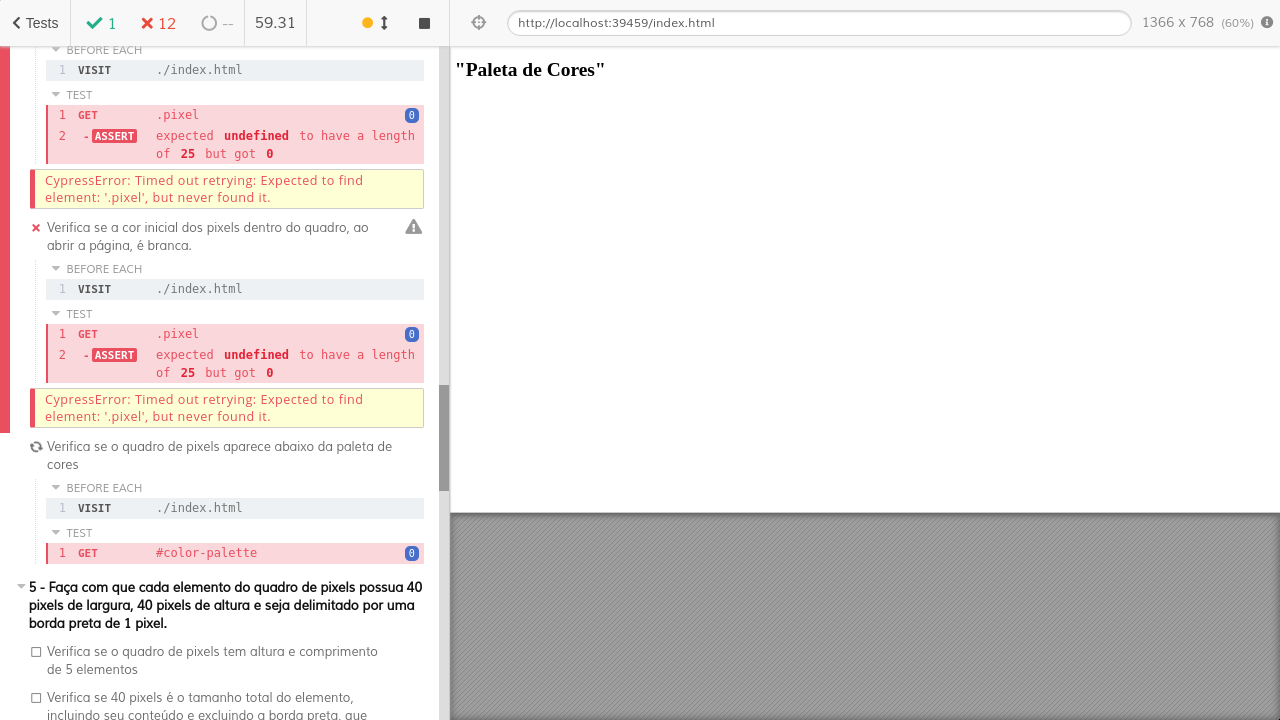 Tests 1 12 -- 59.31 http://localhost:39459/index.html 1366 x 768 (60%)
BEFORE EACH
1 VISIT ./index.html
TEST
1 GET .pixel 0
2 -ASSERT expected undefined to have a length
of 25 but got 0
CypressError: Timed out retrying: Expected to find
element: '.pixel', but never found it.
Verifica se a cor inicial dos pixels dentro do quadro, ao
abrir a página, é branca.
BEFORE EACH
1 VISIT ./index.html
TEST
1 GET .pixel 0
2 -ASSERT expected undefined to have a length
of 25 but got 0
CypressError: Timed out retrying: Expected to find
element: '.pixel', but never found it.
Verifica se o quadro de pixels aparece abaixo da paleta de
cores
BEFORE EACH
1 VISIT ./index.html
TEST
1 GET #color-palette 0
5 - Faça com que cada elemento do quadro de pixels possua 40
pixels de largura, 40 pixels de altura e seja delimitado por uma
borda preta de 1 pixel.
Verifica se o quadro de pixels tem altura e comprimento
de 5 elementos
Verifica se 40 pixels é o tamanho total do elemento,
incluindo seu conteúdo e excluindo a borda preta, que
"Paleta de Cores"